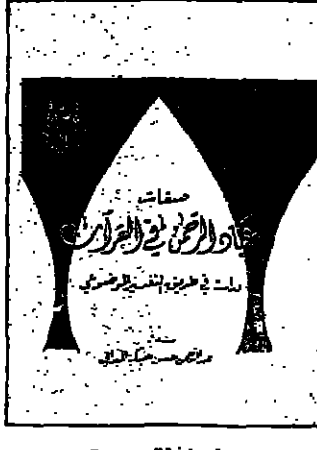 صفات
عباد الرحمن في القرآن
دراسة في طريق التفسير الموضوعي
عبد الرحمن حسن حبنكة الميداني